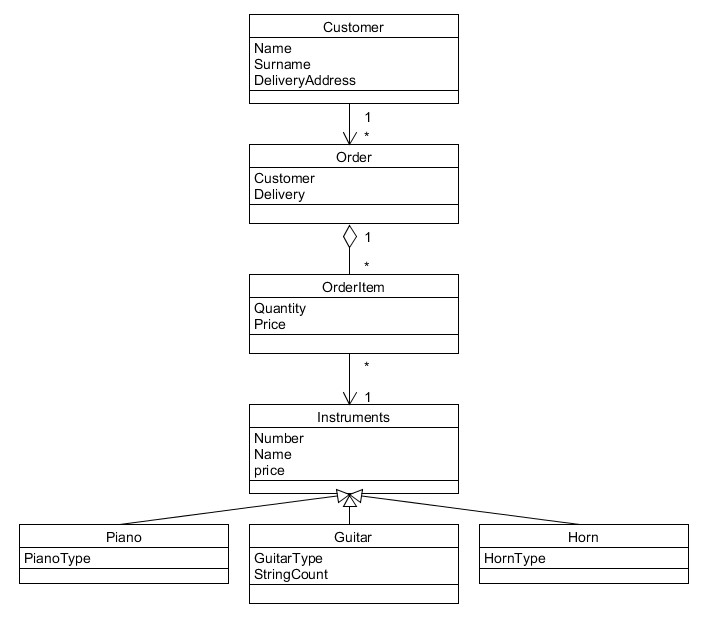 Customer
Name
Surname
DeliveryAddress
1
*
Order
Customer
Delivery
1
*
OrderItem
Quantity
Price
*
1
Instruments
Number
Name
price
Piano
PianoType
Guitar
GuitarType
StringCount
Horn
HornType